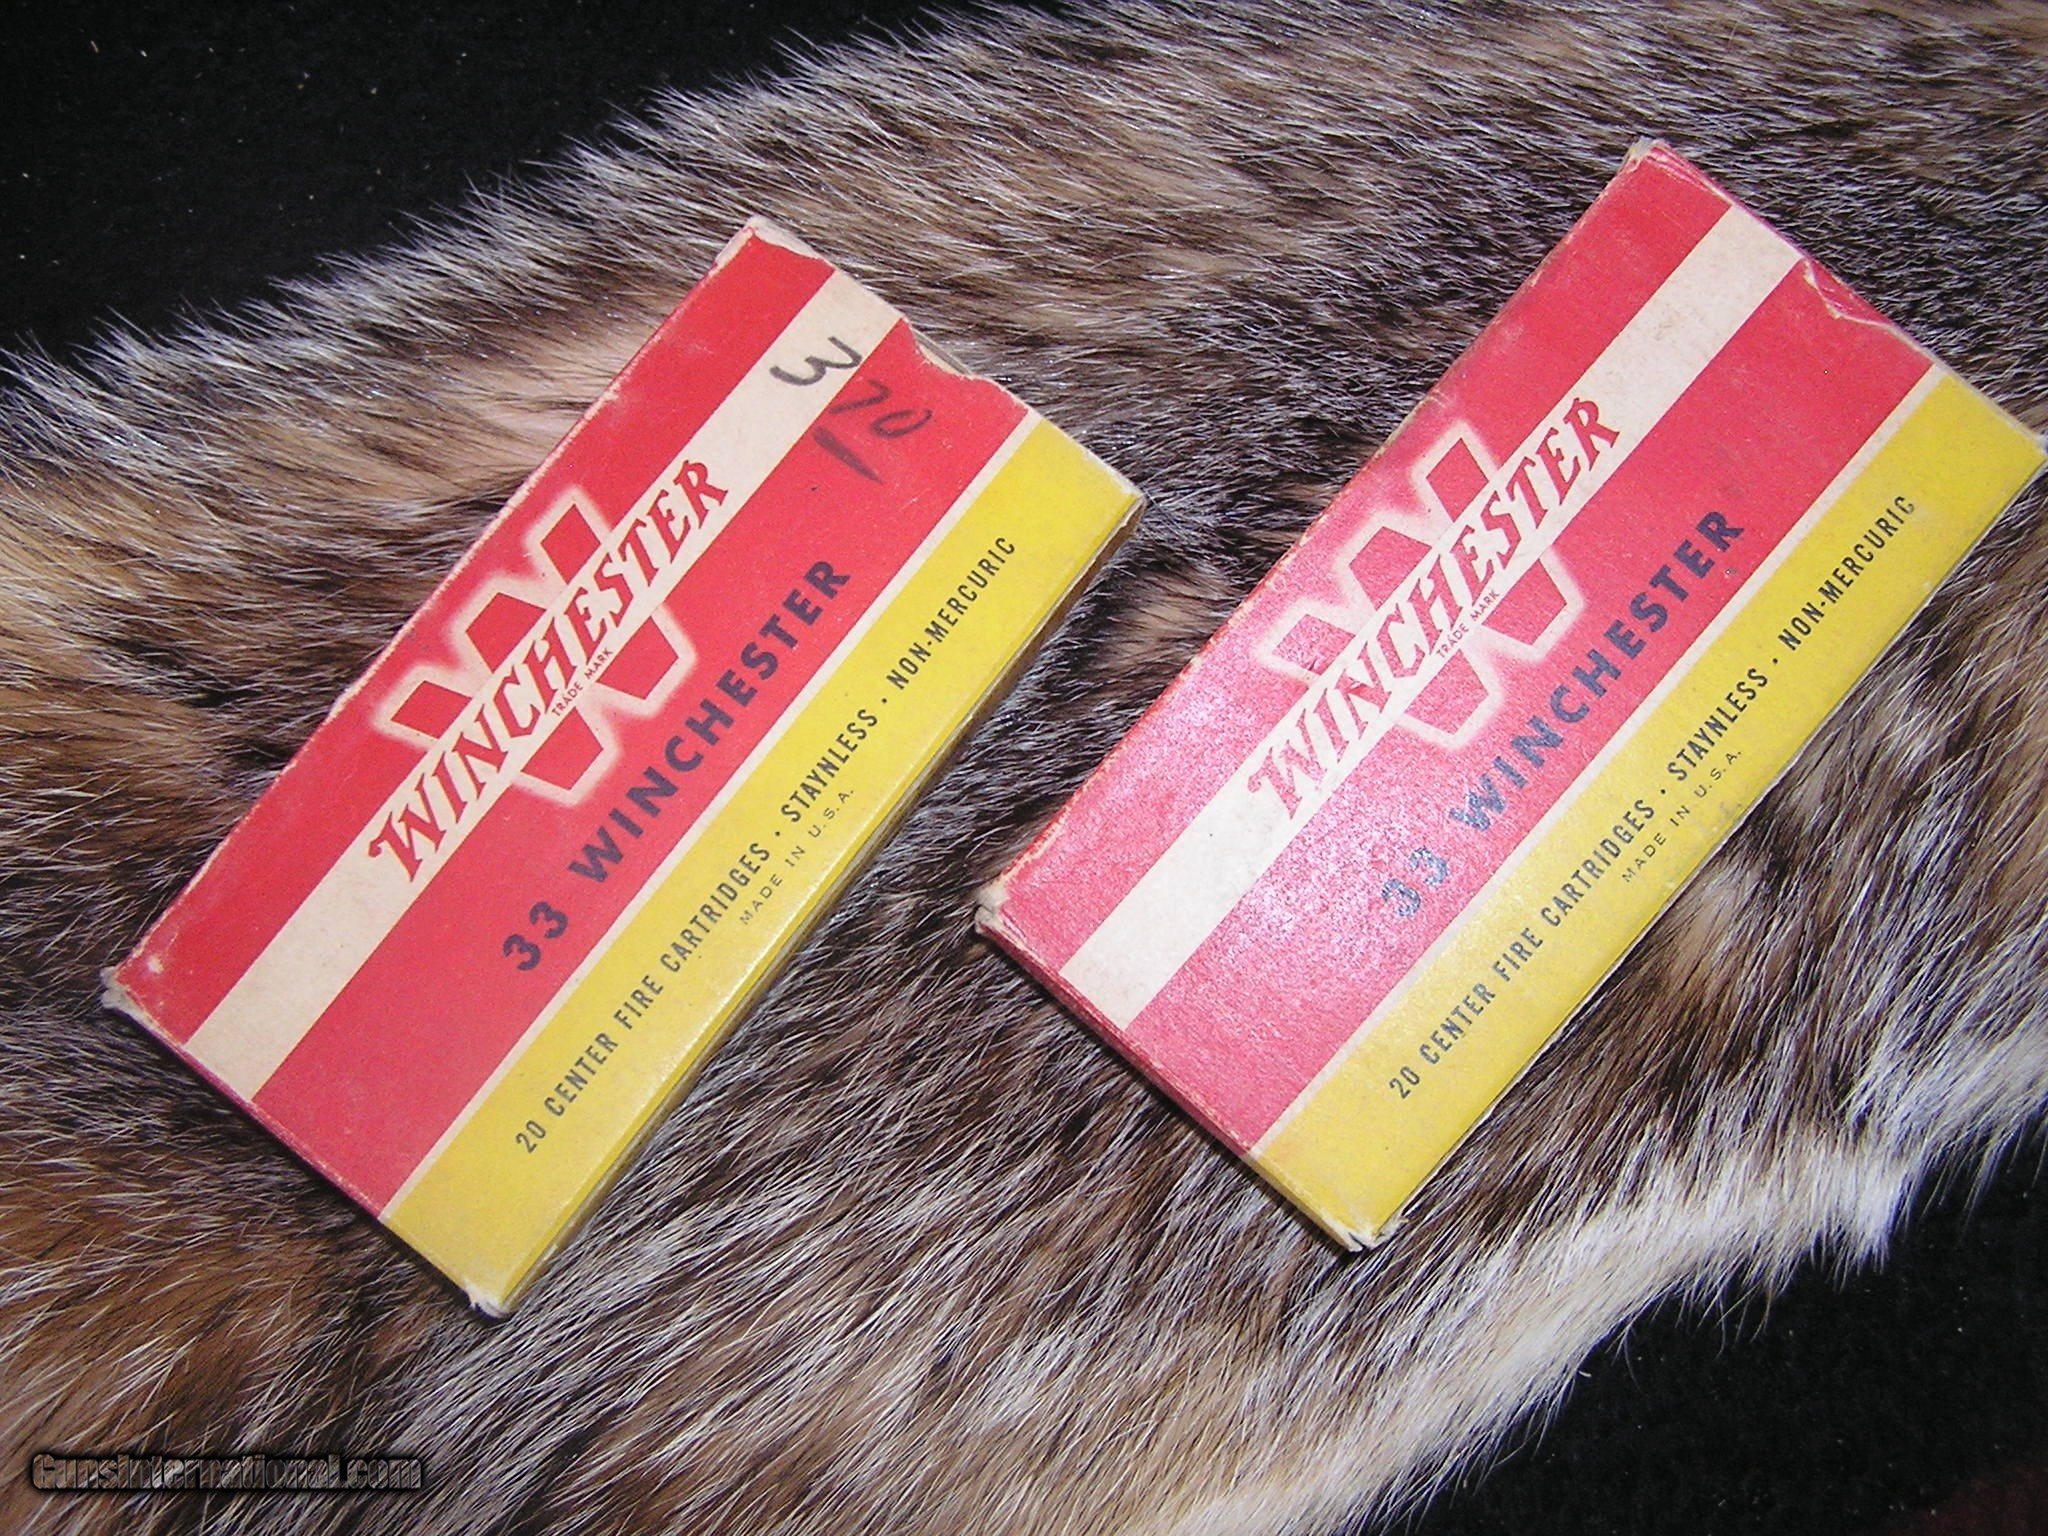 3 70
WINCHESTER
TRADE MARK
33 WINCHESTER
20 CENTER FIRE CARTRIDGES · STAYNLESS · NON-MERCURIC
MADE IN U.S.A.
WINCHESTER
TRADE MARK
33 WINCHESTER
20 CENTER FIRE CARTRIDGES · STAYNLESS · NON-MERCURIC
MADE IN U.S.A.
GunsInternational.com